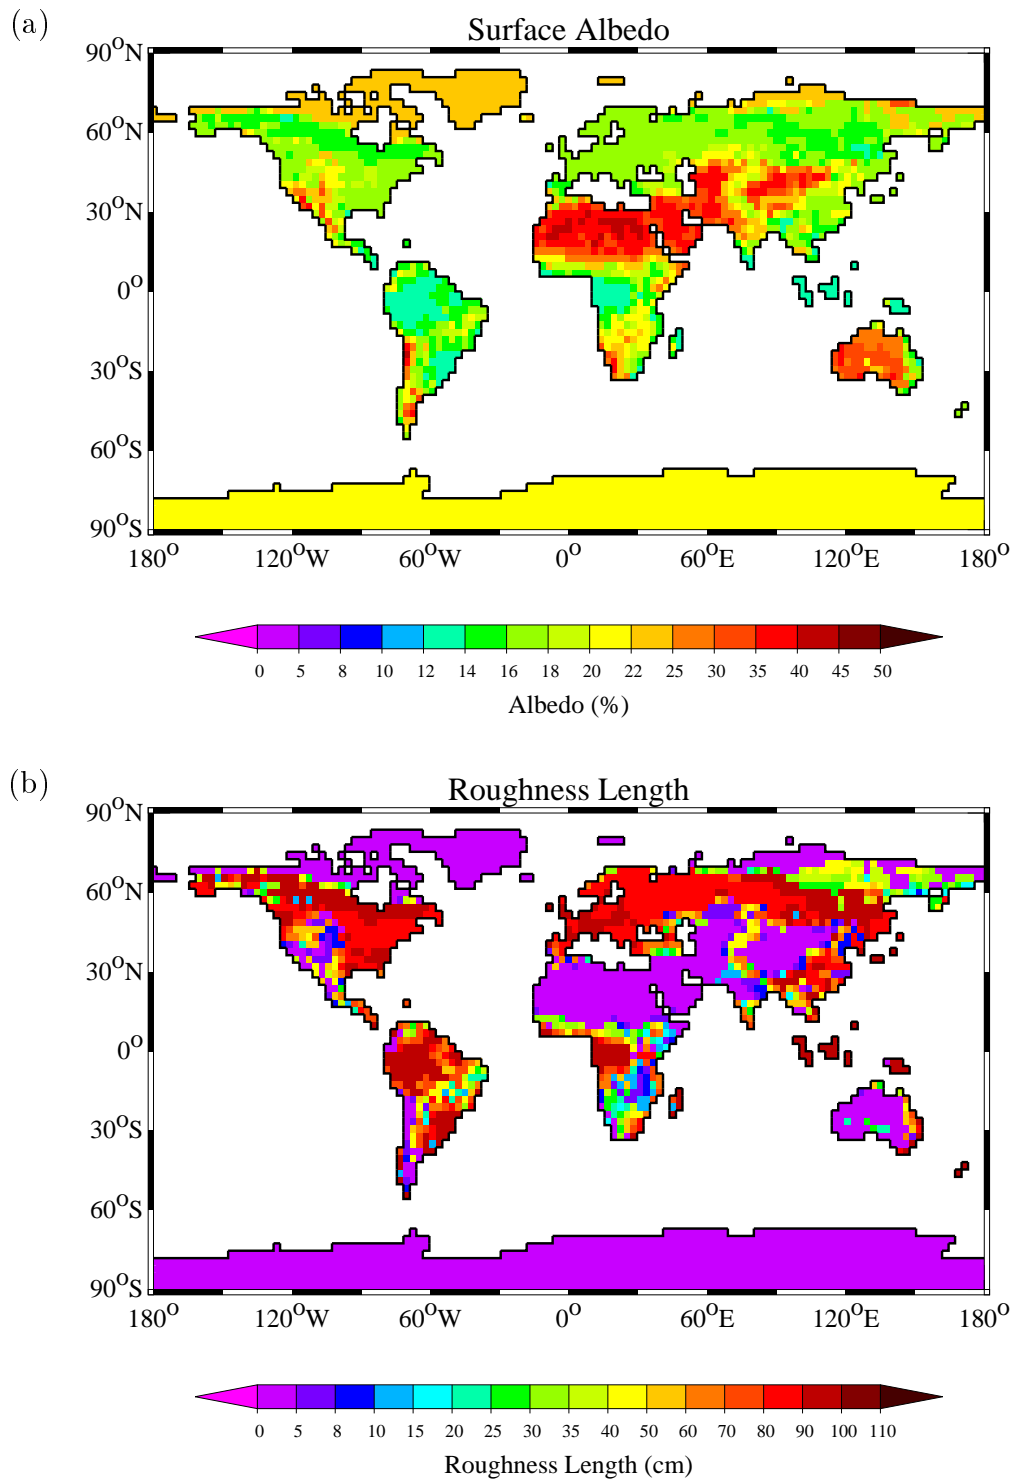 (a)
Surface Albedo
90°N
60°N
30°N
0°
30°S
60°S
90°S
180° 120°W 60°W 0° 60°E 120°E 180°
0 5 8 10 12 14 16 18 20 22 25 30 35 40 45 50
Albedo (%)
(b)
Roughness Length
90°N
60°N
30°N
0°
30°S
60°S
90°S
180° 120°W 60°W 0° 60°E 120°E 180°
0 5 8 10 15 20 25 30 35 40 50 60 70 80 90 100 110
Roughness Length (cm)